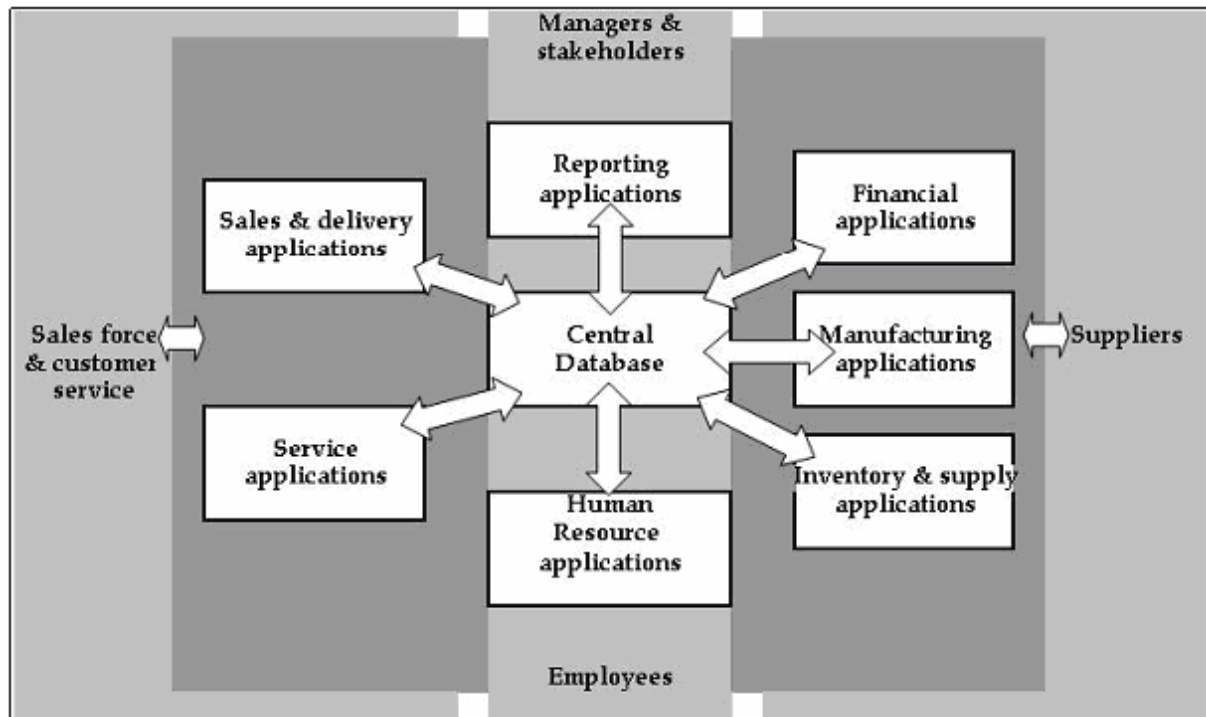 Managers &
stakeholders
Reporting
applications
Sales & delivery
applications
Financial
applications
Sales force
& customer
service
Central
Database
Manufacturing
applications
Suppliers
Service
applications
Human
Resource
applications
Inventory & supply
applications
Employees